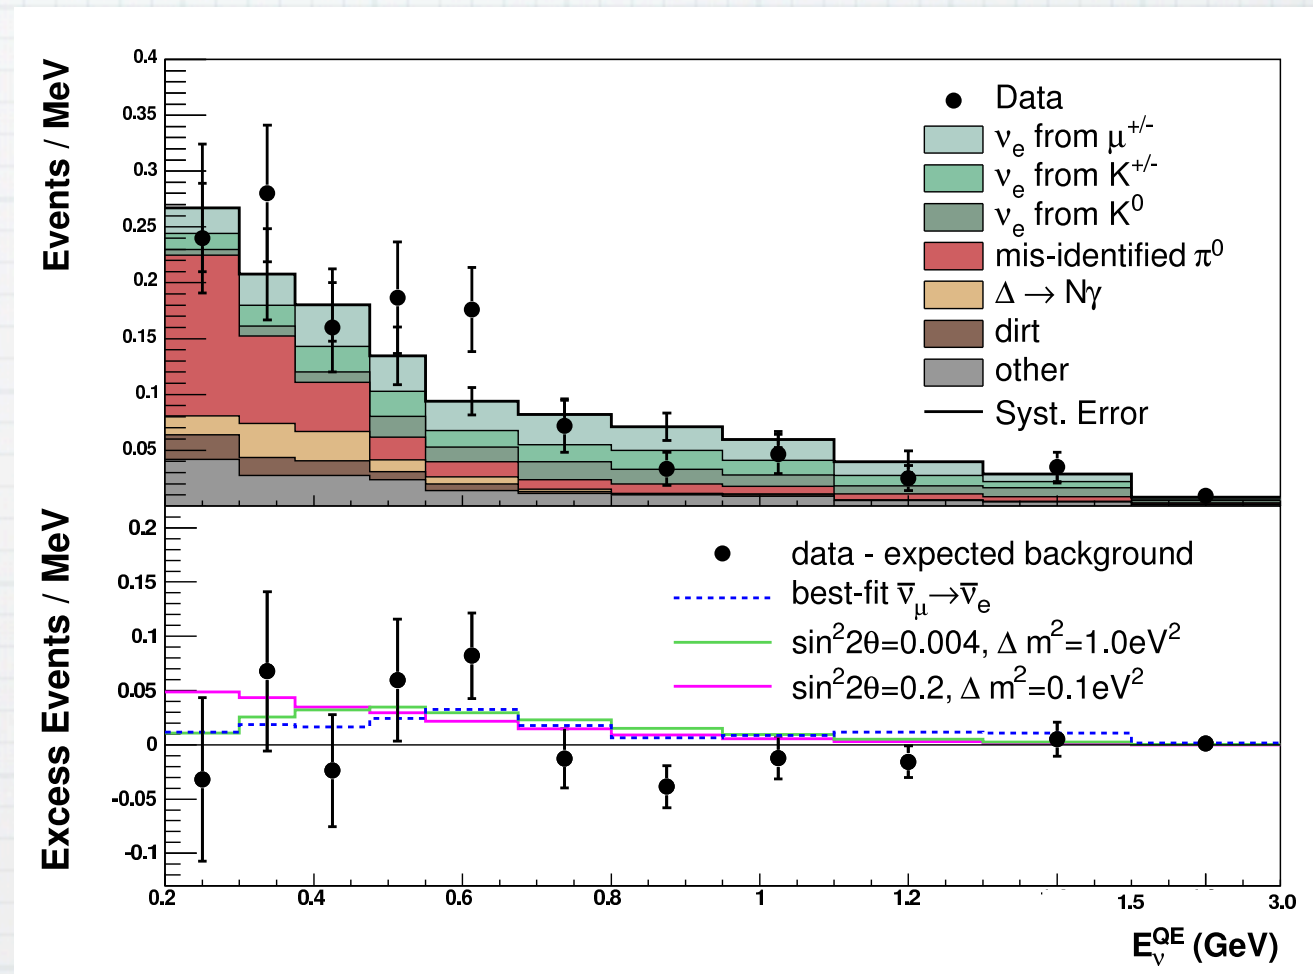 Events / MeV
0.4
0.35
0.3
0.25
0.2
0.15
0.1
0.05
Data
νe from μ+/-
νe from K+/-
νe from K0
mis-identified π0
Δ → Nγ
dirt
other
Syst. Error
Excess Events / MeV
0.2
0.15
0.1
0.05
0
-0.05
-0.1
data - expected background
best-fit ν̅μ→ν̅e
sin²2θ=0.004, Δ m²=1.0eV²
sin²2θ=0.2, Δ m²=0.1eV²
0.2 0.4 0.6 0.8 1 1.2 1.5 3.0
EνQE (GeV)